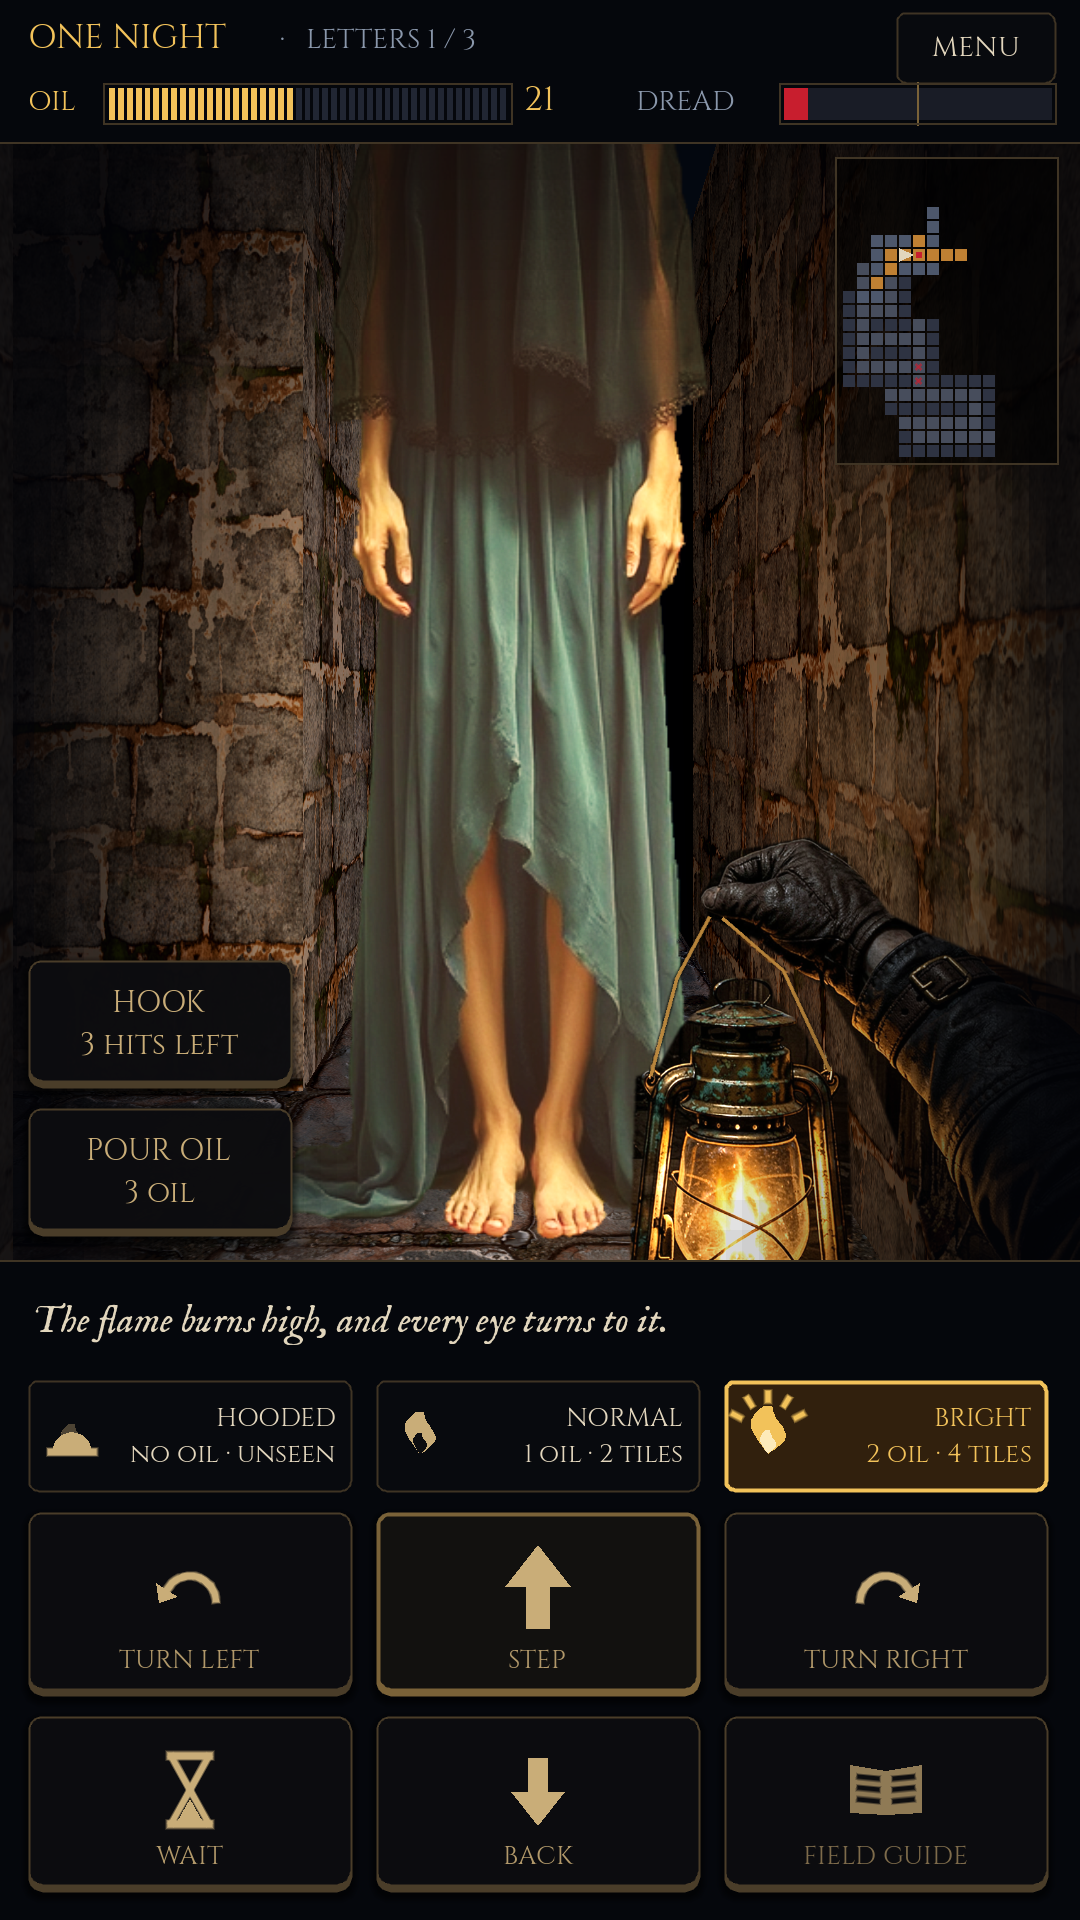 ONE NIGHT · LETTERS 1 / 3
MENU
OIL 21 DREAD
HOOK
3 HITS LEFT
POUR OIL
3 OIL
The flame burns high, and every eye turns to it.
HOODED
NO OIL · UNSEEN
NORMAL
1 OIL · 2 TILES
BRIGHT
2 OIL · 4 TILES
TURN LEFT
STEP
TURN RIGHT
WAIT
BACK
FIELD GUIDE